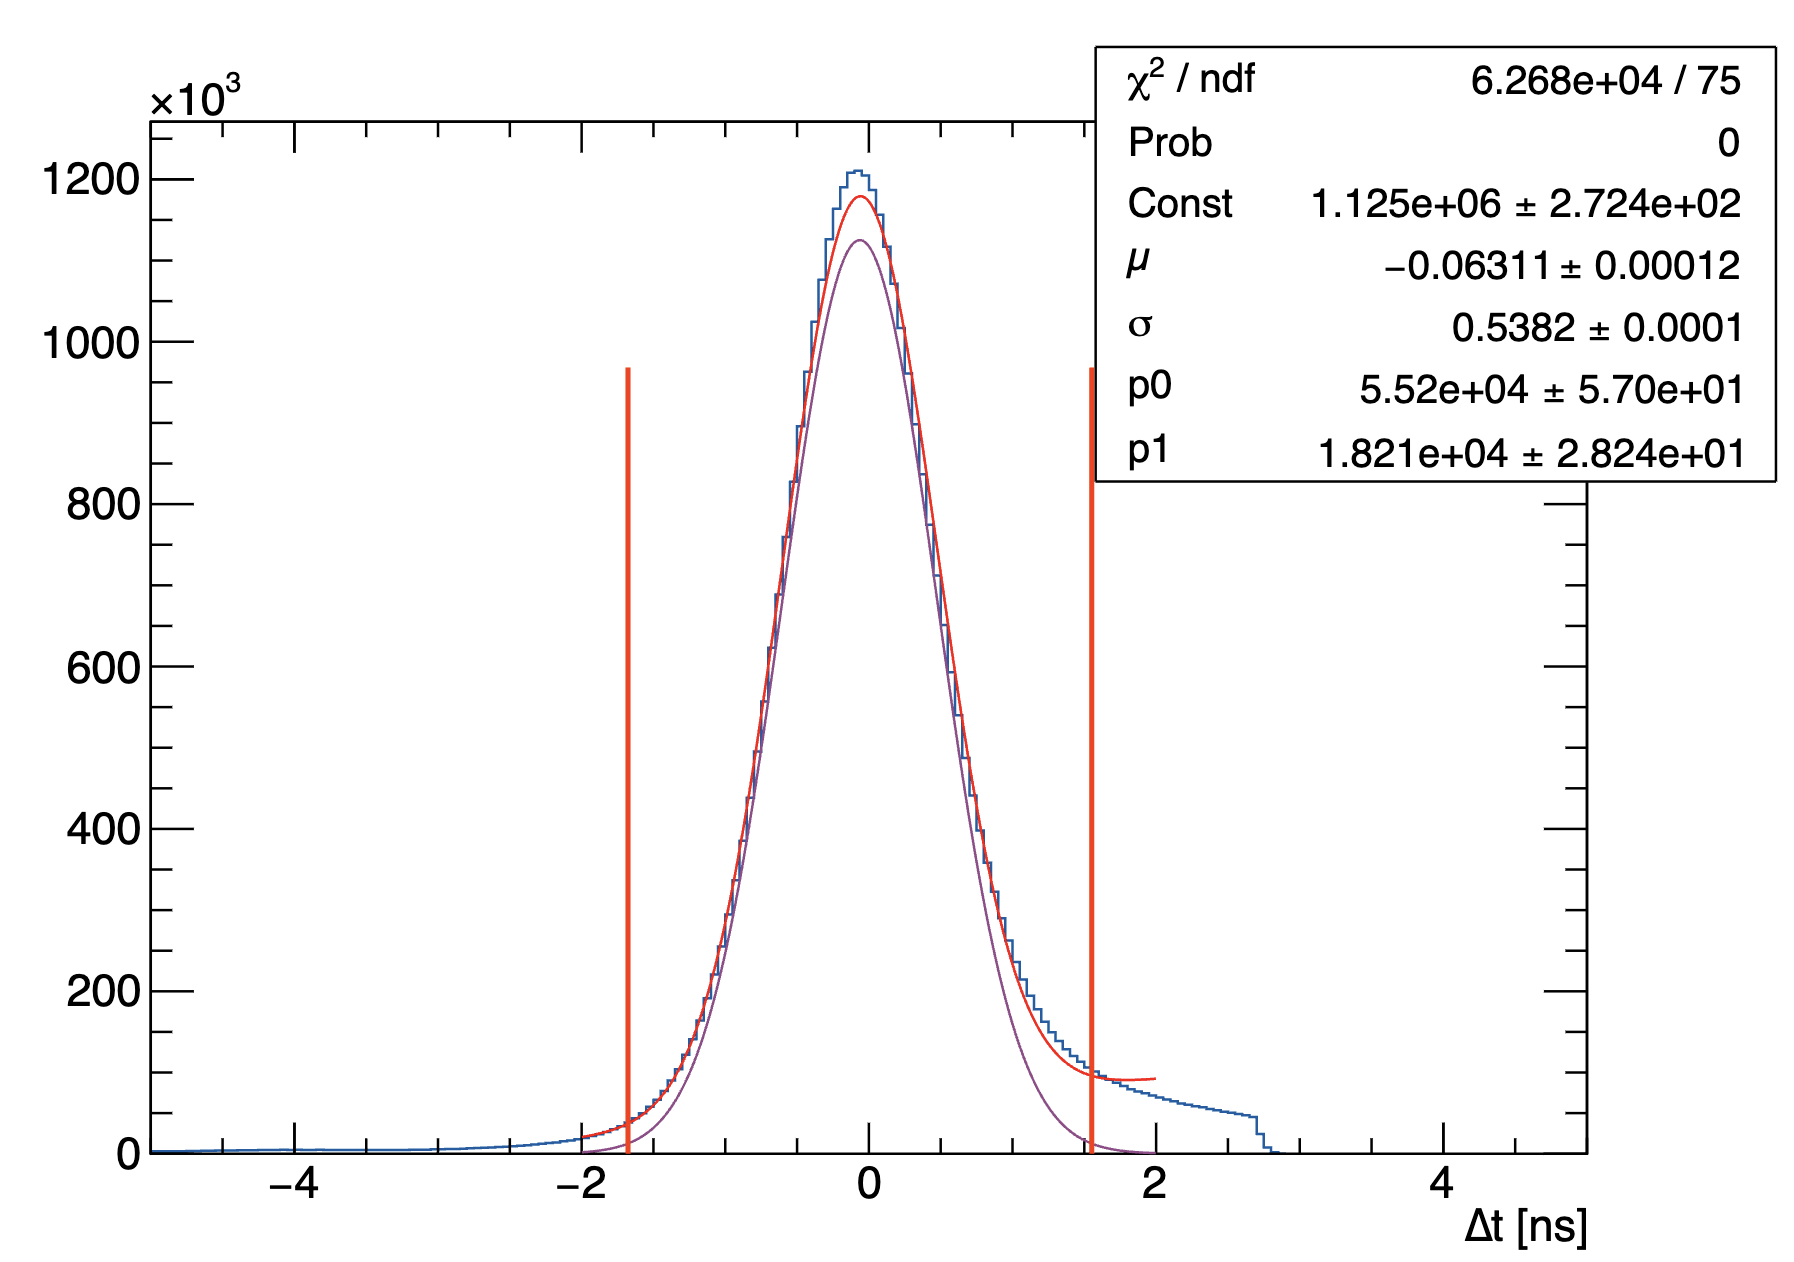 ×10³
χ² / ndf 6.268e+04 / 75
Prob 0
Const 1.125e+06 ± 2.724e+02
μ −0.06311 ± 0.00012
σ 0.5382 ± 0.0001
p0 5.52e+04 ± 5.70e+01
p1 1.821e+04 ± 2.824e+01
1200
1000
800
600
400
200
0
−4 −2 0 2 4
Δt [ns]